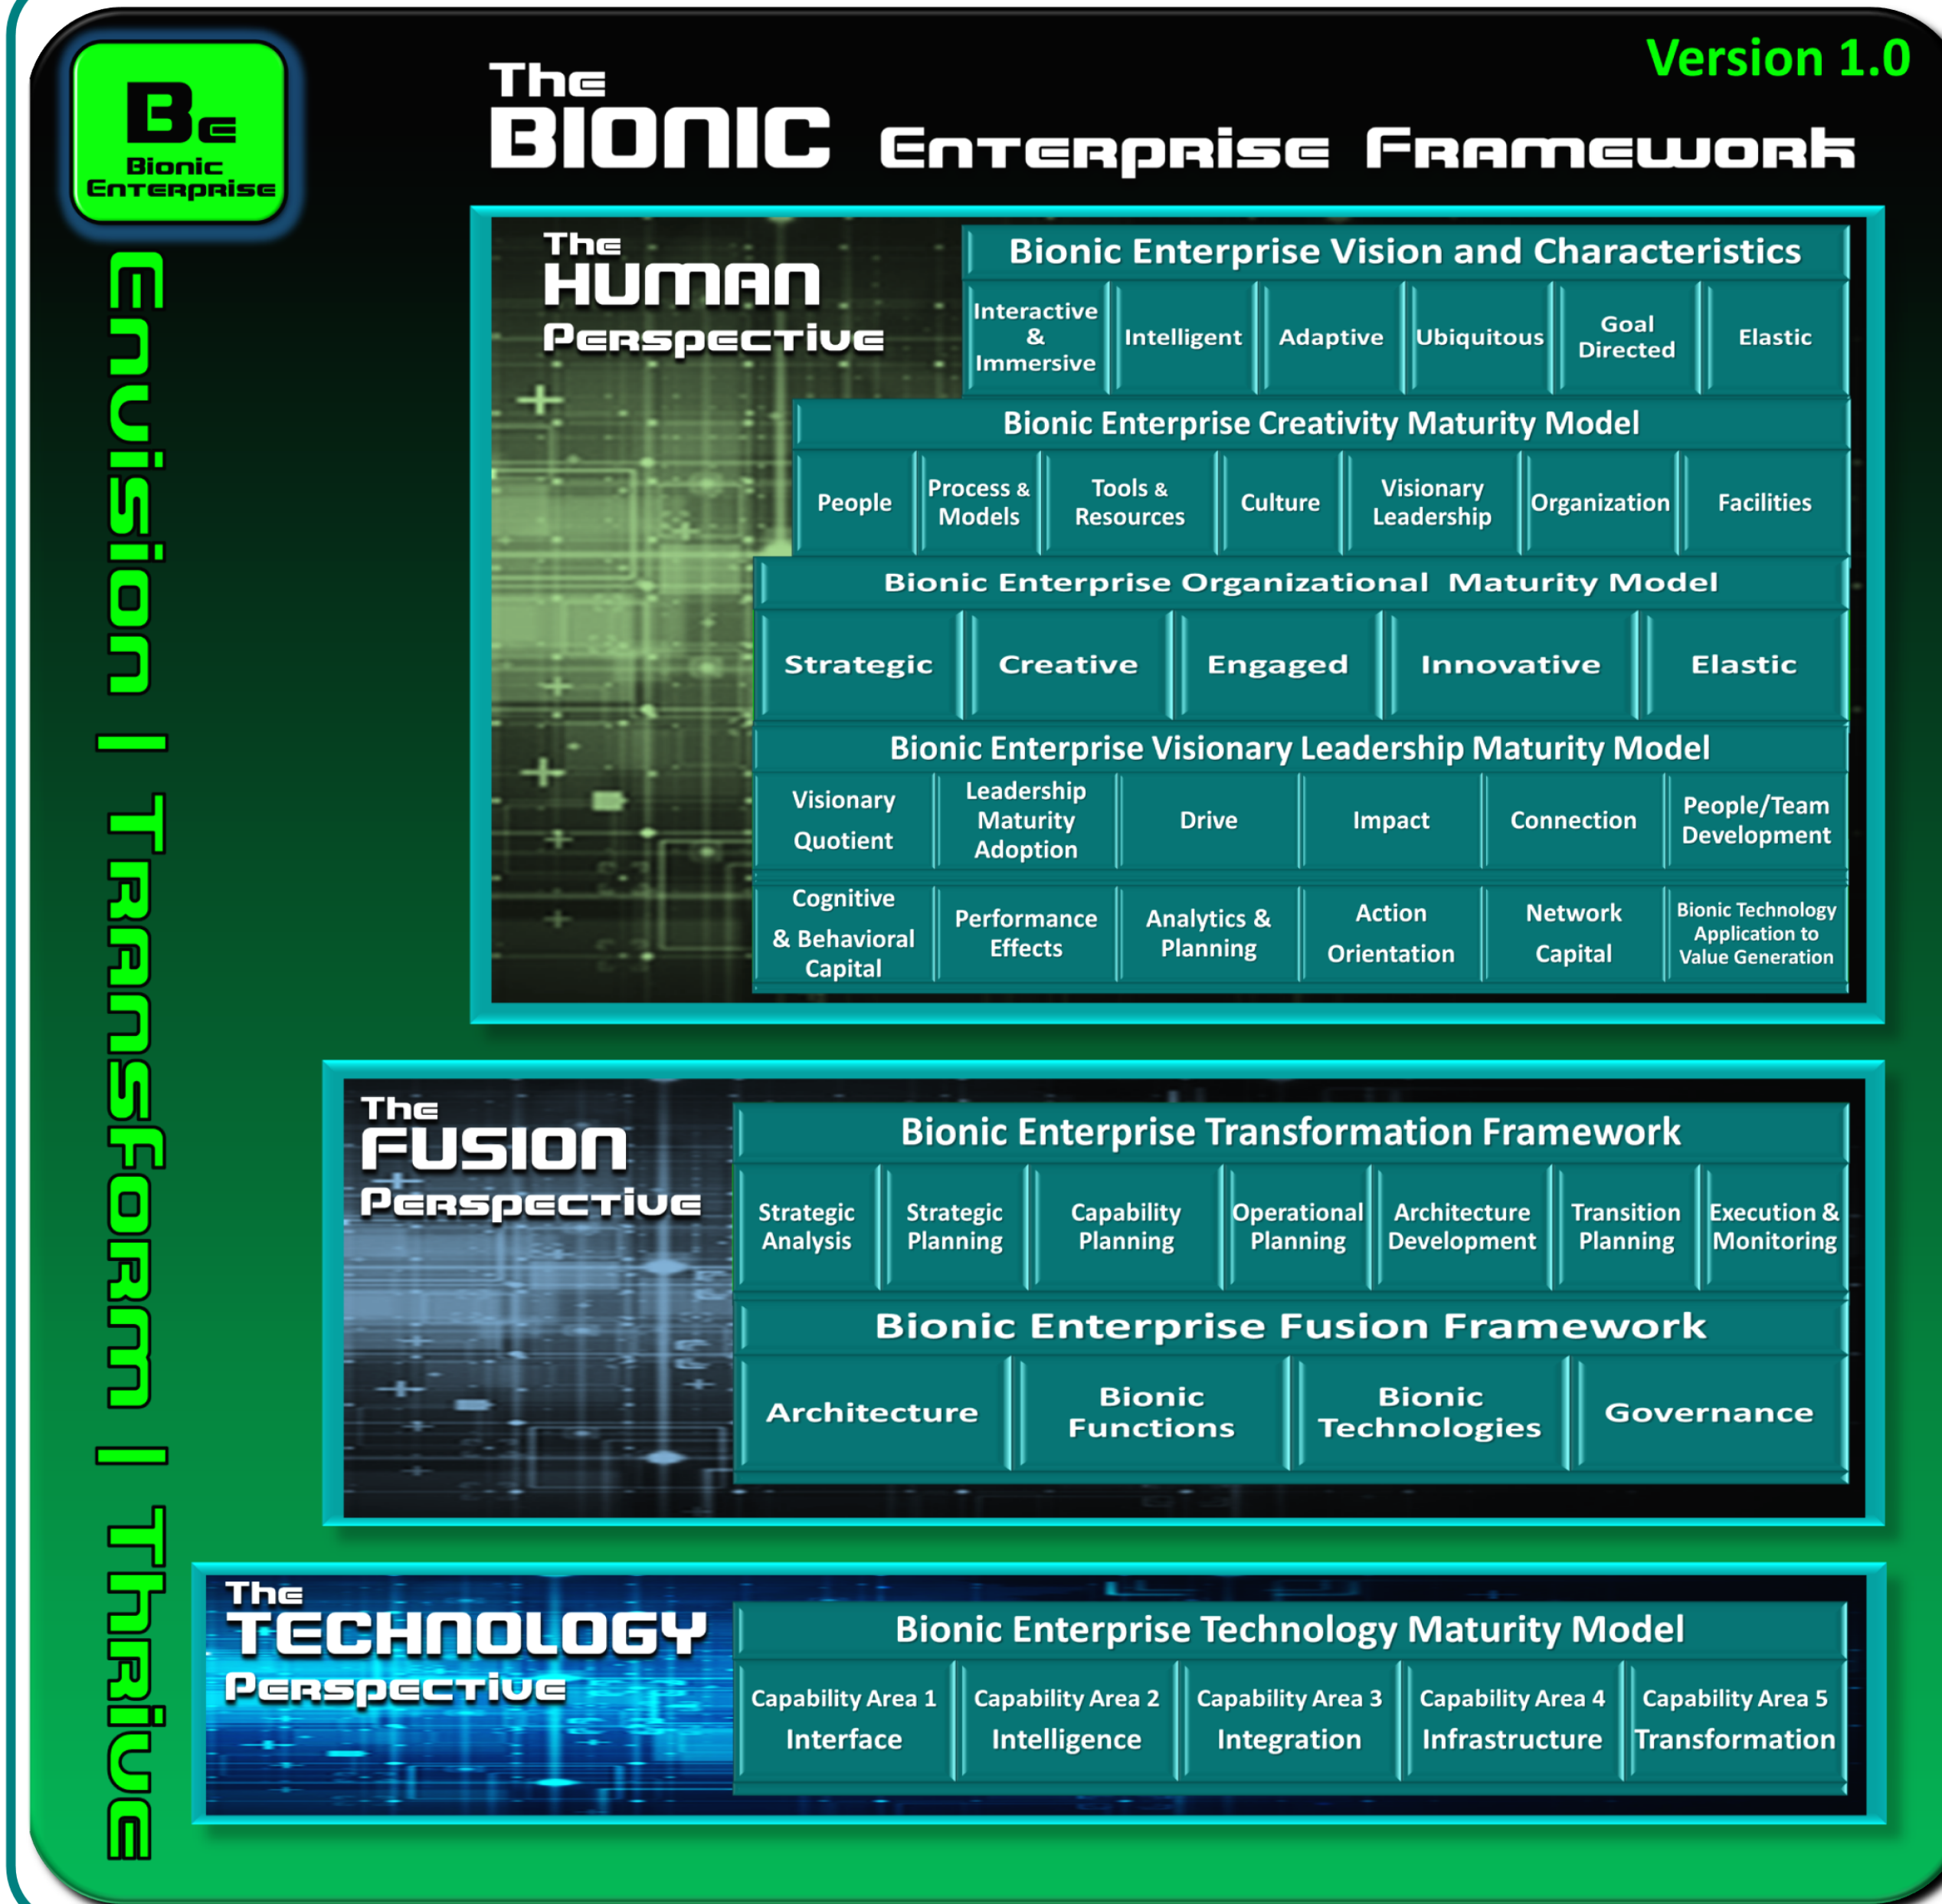 Version 1.0
Be
Bionic
Enterprise
The
BIONIC Enterprise Framework
Envision | Transform | Thrive
The
HUMAN
Perspective
Bionic Enterprise Vision and Characteristics
Interactive
&
Immersive
Intelligent
Adaptive
Ubiquitous
Goal
Directed
Elastic
Bionic Enterprise Creativity Maturity Model
People
Process &
Models
Tools &
Resources
Culture
Visionary
Leadership
Organization
Facilities
Bionic Enterprise Organizational Maturity Model
Strategic
Creative
Engaged
Innovative
Elastic
Bionic Enterprise Visionary Leadership Maturity Model
Visionary
Quotient
Leadership
Maturity
Adoption
Drive
Impact
Connection
People/Team
Development
Cognitive
& Behavioral
Capital
Performance
Effects
Analytics &
Planning
Action
Orientation
Network
Capital
Bionic Technology
Application to
Value Generation
The
FUSION
Perspective
Bionic Enterprise Transformation Framework
Strategic
Analysis
Strategic
Planning
Capability
Planning
Operational
Planning
Architecture
Development
Transition
Planning
Execution &
Monitoring
Bionic Enterprise Fusion Framework
Architecture
Bionic
Functions
Bionic
Technologies
Governance
The
TECHNOLOGY
Perspective
Bionic Enterprise Technology Maturity Model
Capability Area 1
Interface
Capability Area 2
Intelligence
Capability Area 3
Integration
Capability Area 4
Infrastructure
Capability Area 5
Transformation